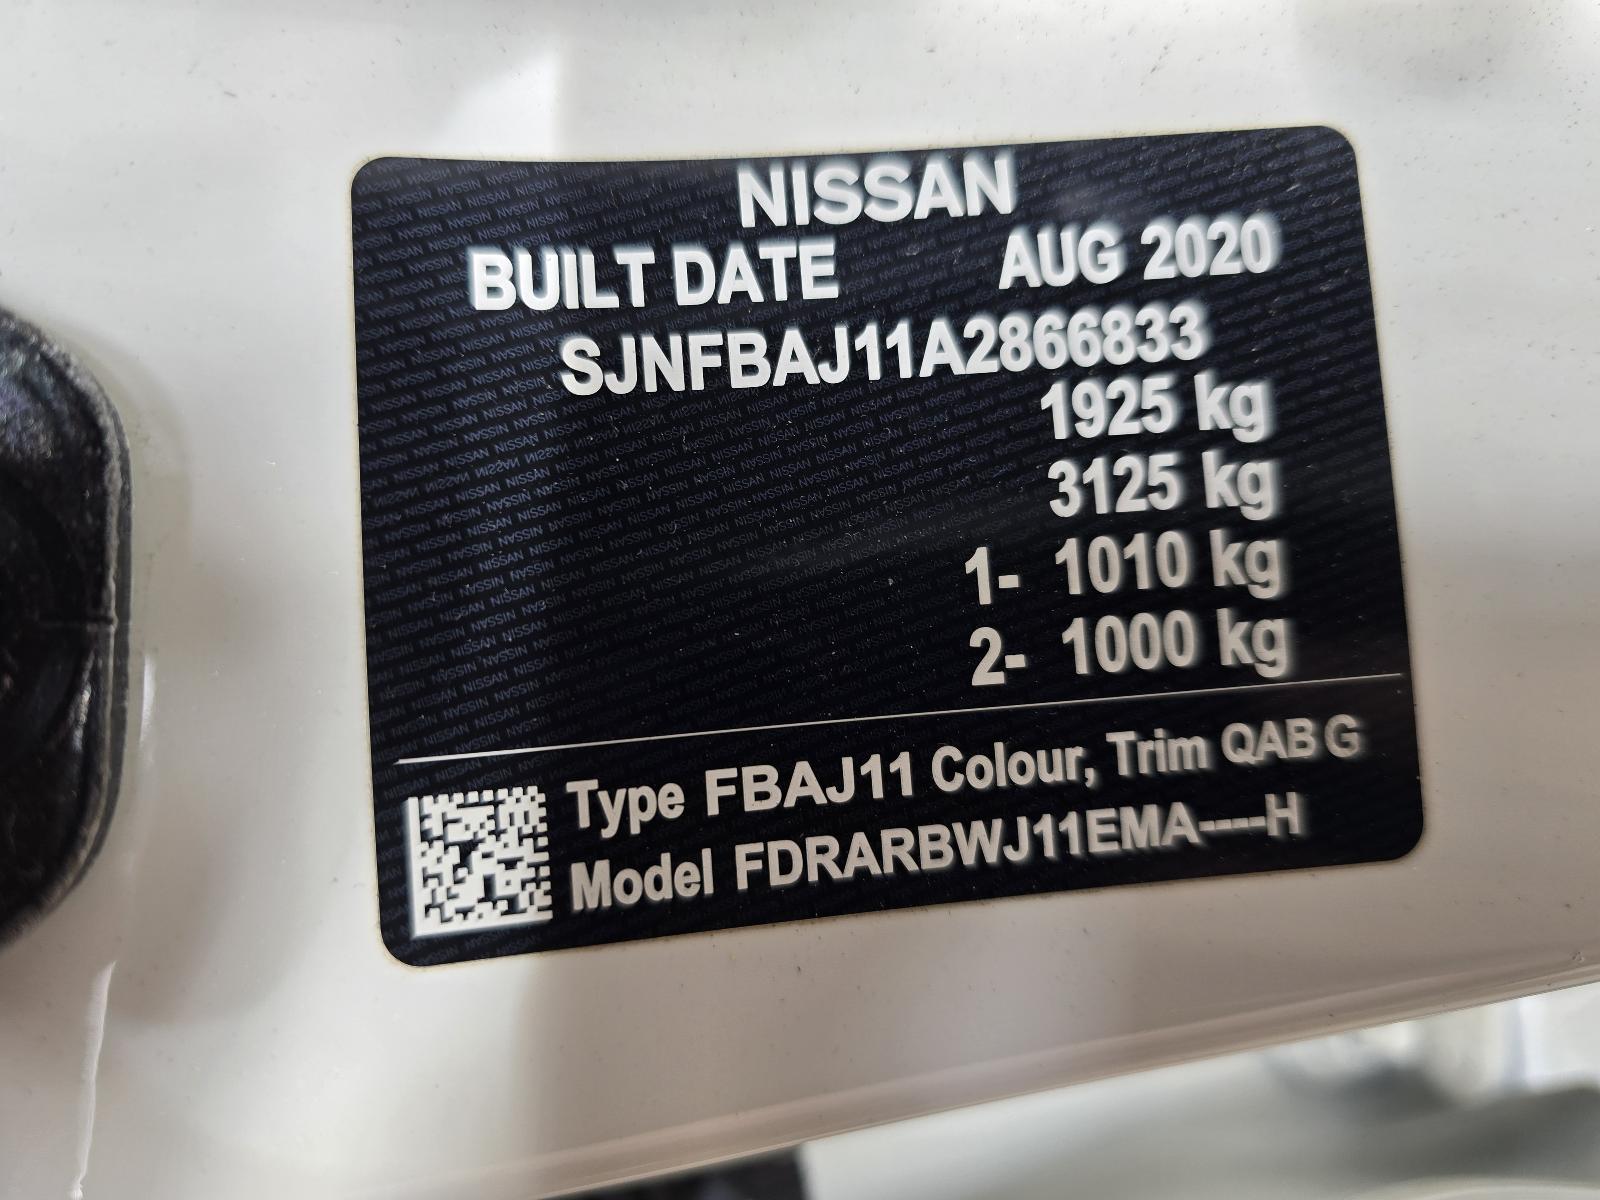 NISSAN
BUILT DATE AUG 2020
SJNFBAJ11A2866833
1925 kg
3125 kg
1- 1010 kg
2- 1000 kg
Type FBAJ11 Colour, Trim QAB G
Model FDRARBWJ11EMA----H